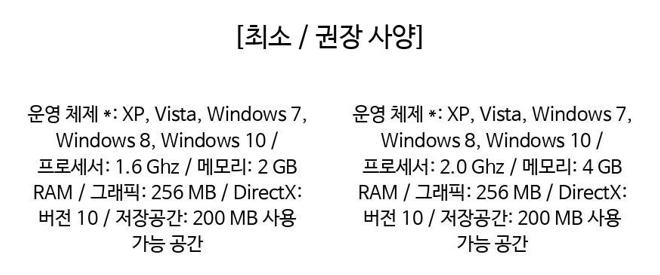 [최소 / 권장 사양]
운영 체제 *: XP, Vista, Windows 7,
Windows 8, Windows 10 /
프로세서: 1.6 Ghz / 메모리: 2 GB
RAM / 그래픽: 256 MB / DirectX:
버전 10 / 저장공간: 200 MB 사용
가능 공간
운영 체제 *: XP, Vista, Windows 7,
Windows 8, Windows 10 /
프로세서: 2.0 Ghz / 메모리: 4 GB
RAM / 그래픽: 256 MB / DirectX:
버전 10 / 저장공간: 200 MB 사용
가능 공간